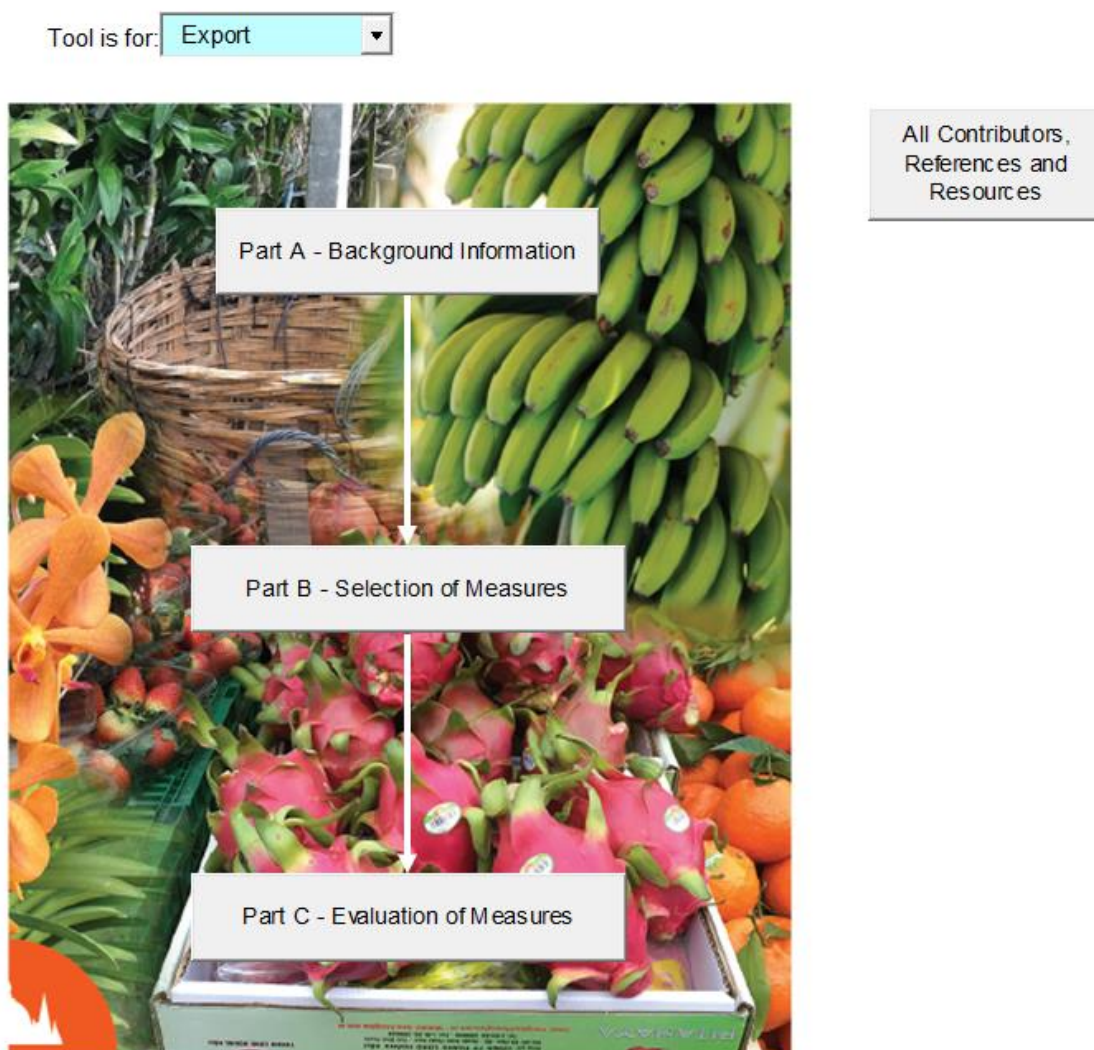 Tool is for: Export
All Contributors,
References and
Resources
Part A - Background Information
Part B - Selection of Measures
Part C - Evaluation of Measures